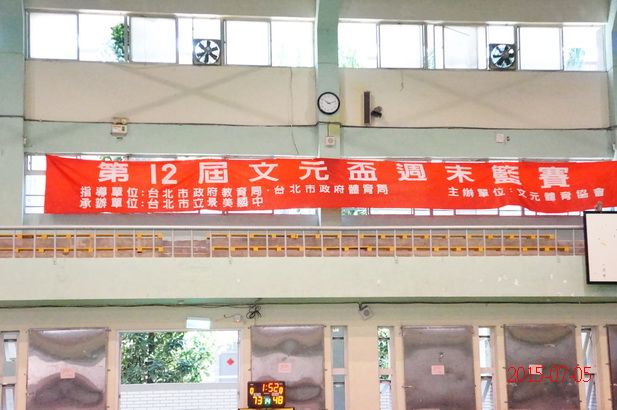 第12屆文元盃週末籃賽
指導單位:台北市政府教育局·台北市政府體育局
主辦單位:文元體育協會
承辦單位:台北市立景美國中
1:52
73 48
2015-07-05